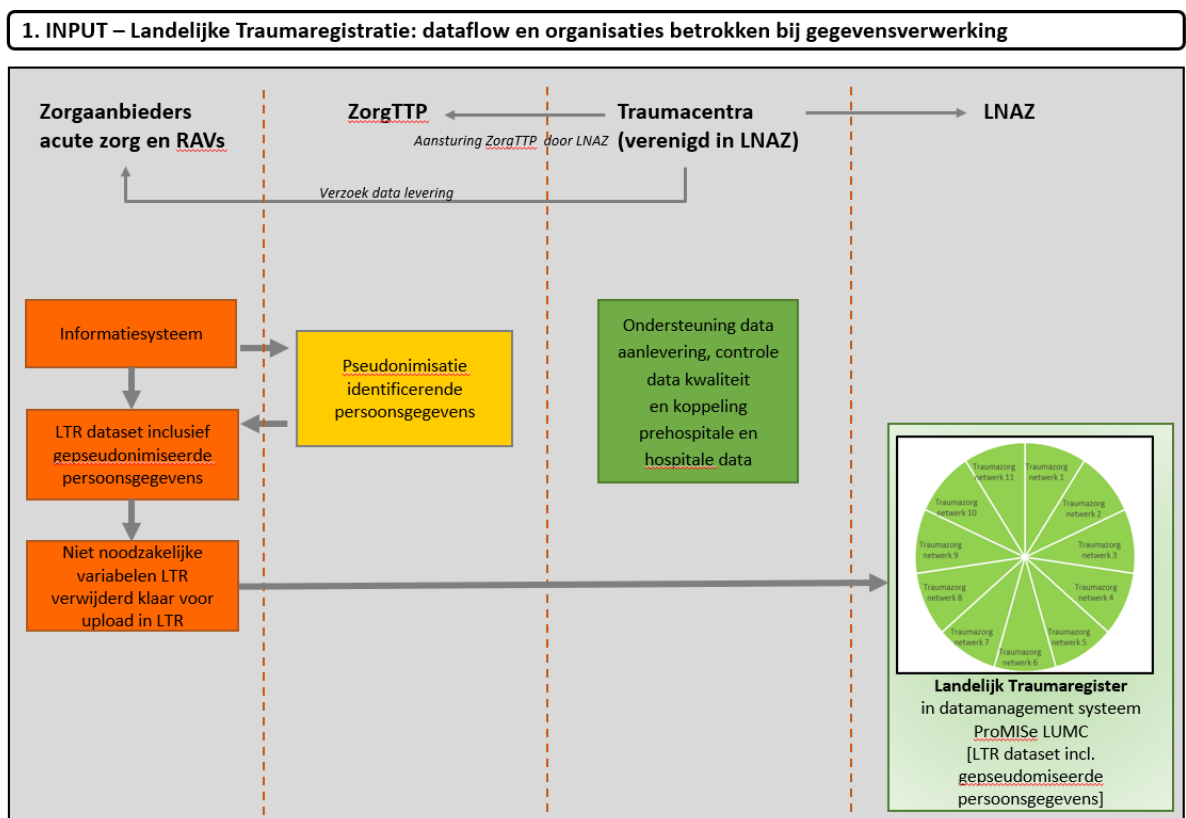 1. INPUT – Landelijke Traumaregistratie: dataflow en organisaties betrokken bij gegevensverwerking
Zorgaanbieders
acute zorg en RAVs
ZorgTTP
Aansturing ZorgTTP door LNAZ
Traumacentra
(verenigd in LNAZ)
LNAZ
Verzoek data levering
Informatiesysteem
LTR dataset inclusief
gepseudonimiseerde
persoonsgegevens
Niet noodzakelijke
variabelen LTR
verwijderd klaar voor
upload in LTR
Pseudonimisatie
identificerende
persoonsgegevens
Ondersteuning data
aanlevering, controle
data kwaliteit
en koppeling
prehospitale en
hospitale data
Traumazorg
netwerk 1
Traumazorg
netwerk 2
Traumazorg
netwerk 3
Traumazorg
netwerk 4
Traumazorg
netwerk 5
Traumazorg
netwerk 6
Traumazorg
netwerk 7
Traumazorg
netwerk 8
Traumazorg
netwerk 9
Traumazorg
netwerk 10
Traumazorg
netwerk 11
Landelijk Traumaregister
in datamanagement systeem
ProMISe LUMC
[LTR dataset incl.
gepseudomiseerde
persoonsgegevens]